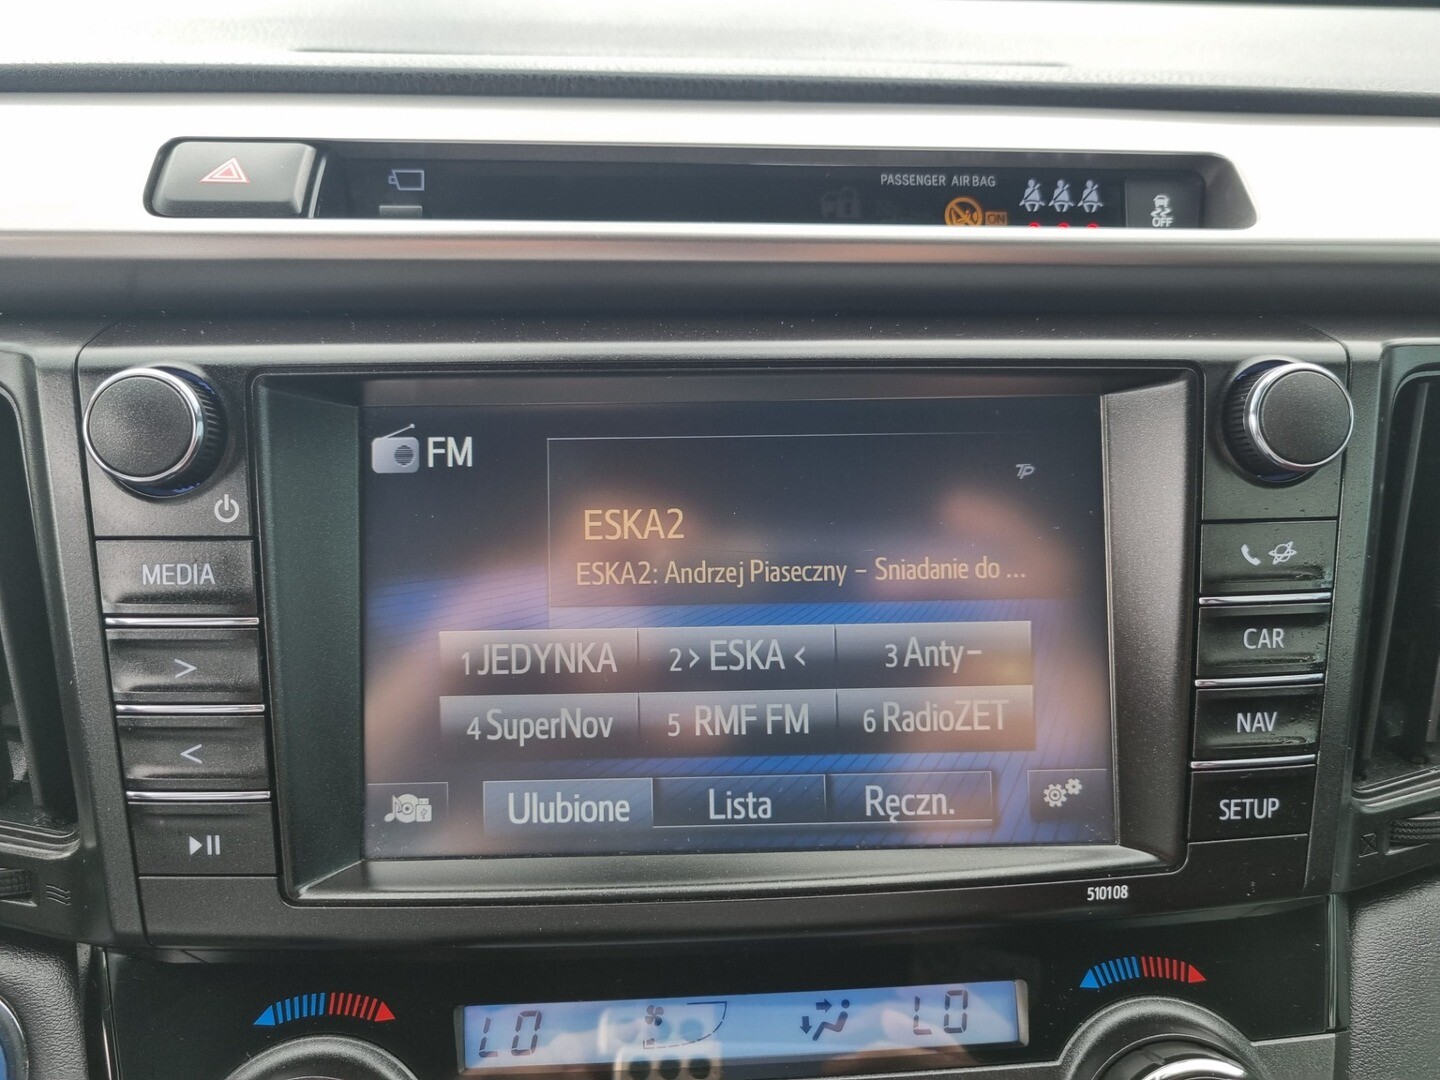 PASSENGER AIR BAG
ON
OFF
FM
TP
ESKA2
ESKA2: Andrzej Piaseczny - Sniadanie do ...
MEDIA
>
<
1 JEDYNKA
2 > ESKA <
3 Anty-
4 SuperNov
5 RMF FM
6 RadioZET
Ulubione
Lista
Ręczn.
CAR
NAV
SETUP
510108
LO
LO